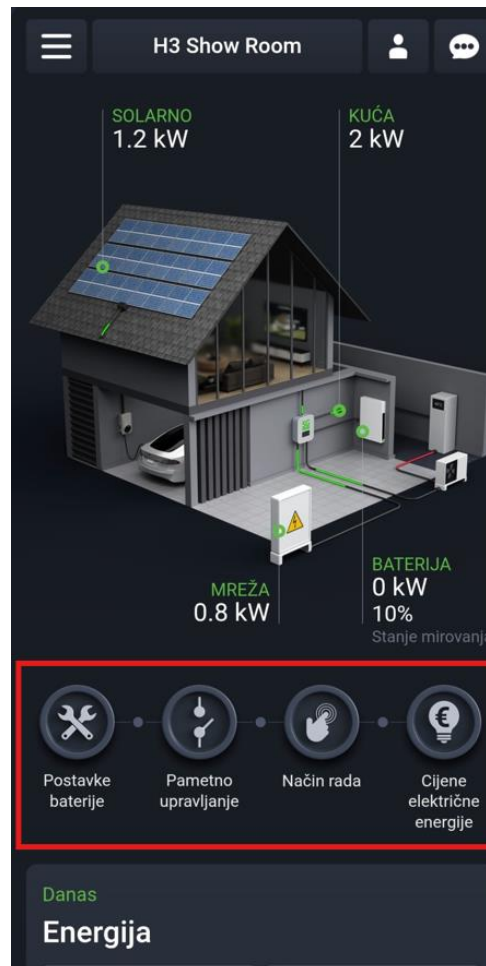 H3 Show Room
SOLARNO
1.2 kW
KUĆA
2 kW
MREŽA
0.8 kW
BATERIJA
0 kW
10%
Stanje mirovanja
Postavke
baterije
Pametno
upravljanje
Način rada
Cijene
električne
energije
Danas
Energija